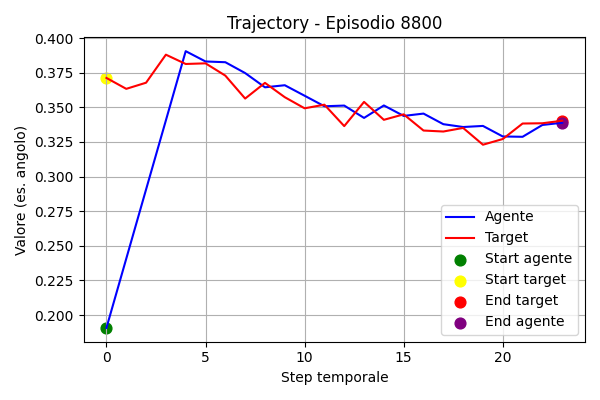 Trajectory - Episodio 8800
Valore (es. angolo)
0.400
0.375
0.350
0.325
0.300
0.275
0.250
0.225
0.200
0 5 10 15 20
Step temporale
Agente
Target
Start agente
Start target
End target
End agente